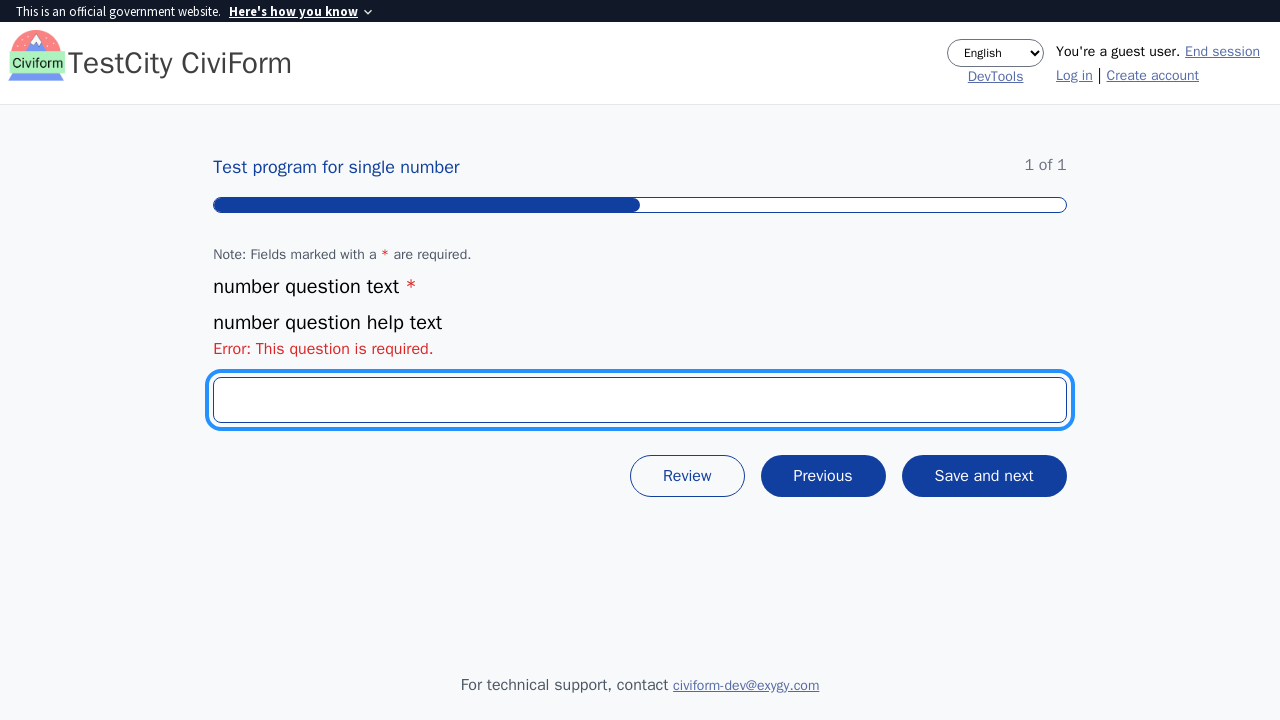 This is an official government website. Here's how you know
Civiform
TestCity CiviForm
English
DevTools
You're a guest user. End session
Log in | Create account
Test program for single number
1 of 1
Note: Fields marked with a * are required.
number question text *
number question help text
Error: This question is required.
Review
Previous
Save and next
For technical support, contact civiform-dev@exygy.com